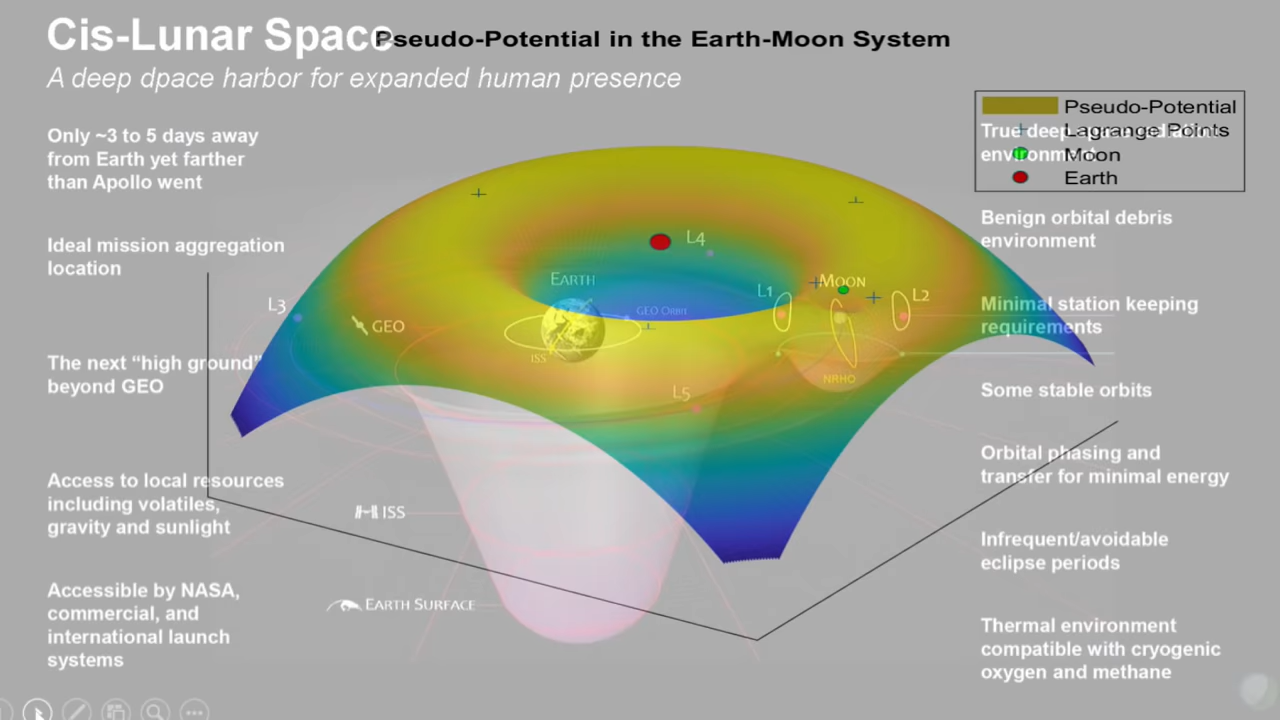 Cis-Lunar Space
Pseudo-Potential in the Earth-Moon System
A deep dpace harbor for expanded human presence
Only ~3 to 5 days away
from Earth yet farther
than Apollo went
Ideal mission aggregation
location
The next “high ground”
beyond GEO
Access to local resources
including volatiles,
gravity and sunlight
Accessible by NASA,
commercial, and
international launch
systems
L3
GEO
EARTH
GEO ORBIT
ISS
L4
L5
L1
MOON
L2
NRHO
ISS
EARTH SURFACE
Pseudo-Potential
Lagrange Points
Moon
Earth
True deep
environment
Benign orbital debris
environment
Minimal station keeping
requirements
Some stable orbits
Orbital phasing and
transfer for minimal energy
Infrequent/avoidable
eclipse periods
Thermal environment
compatible with cryogenic
oxygen and methane